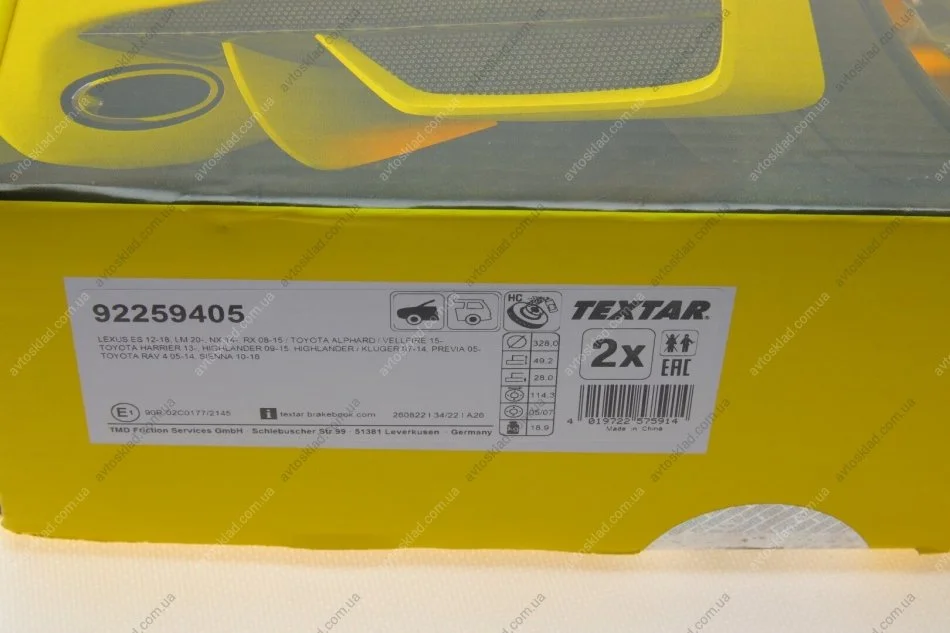 92259405
LEXUS ES 12-18, LM 20-, NX 14-, RX 08-15 / TOYOTA ALPHARD / VELLFIRE 15-
TOYOTA HARRIER 13-, HIGHLANDER 09-15, HIGHLANDER / KLUGER 07-14, PREVIA 05-
TOYOTA RAV 4 05-14, SIENNA 10-18
HC
TEXTAR
2x
EAC
328,0
49,2
28,0
114,3
05/07
KG 18,9
E1 90R-02C0177/2145
i textar brakebook.com
260822 I 34/22 I A26
4 019722 575914
Made in China
TMD Friction Services GmbH · Schlebuscher Str 99 · 51381 Leverkusen · Germany
avtosklad.com.ua